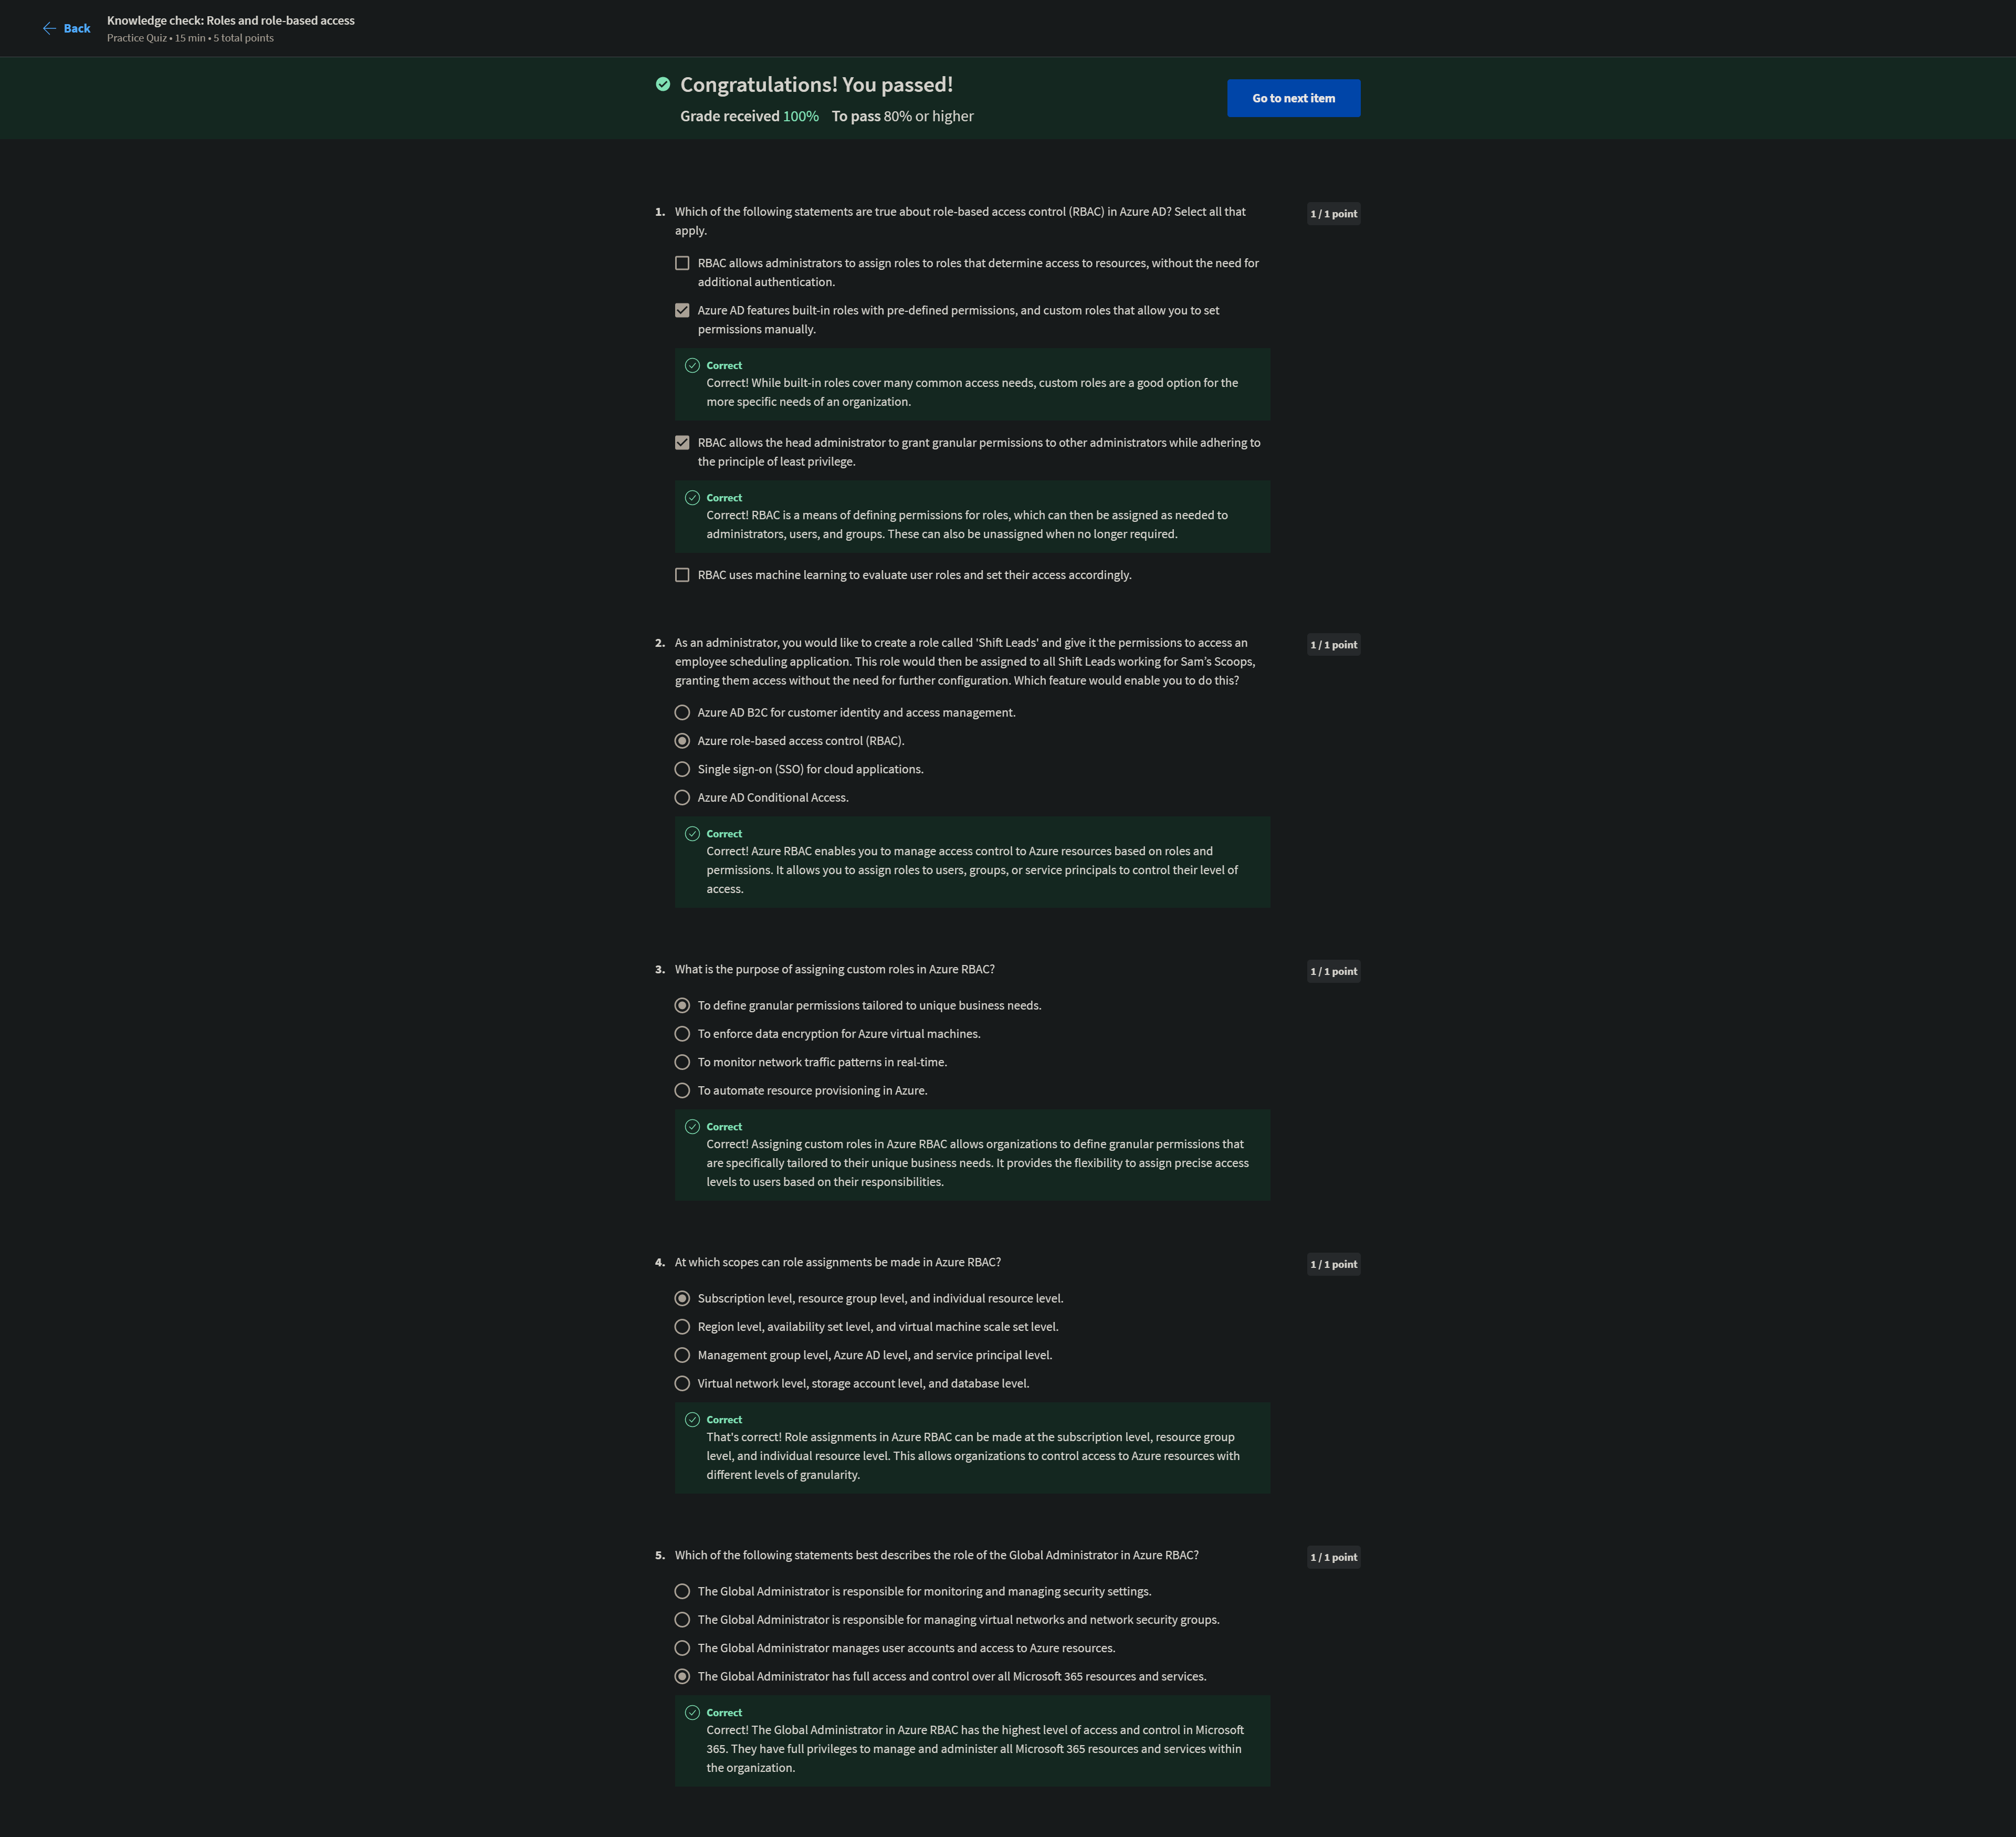 Back
Knowledge check: Roles and role-based access
Practice Quiz • 15 min • 5 total points
Congratulations! You passed!
Grade received 100% To pass 80% or higher
Go to next item
1. Which of the following statements are true about role-based access control (RBAC) in Azure AD? Select all that
apply.
1 / 1 point
RBAC allows administrators to assign roles to roles that determine access to resources, without the need for
additional authentication.
Azure AD features built-in roles with pre-defined permissions, and custom roles that allow you to set
permissions manually.
Correct
Correct! While built-in roles cover many common access needs, custom roles are a good option for the
more specific needs of an organization.
RBAC allows the head administrator to grant granular permissions to other administrators while adhering to
the principle of least privilege.
Correct
Correct! RBAC is a means of defining permissions for roles, which can then be assigned as needed to
administrators, users, and groups. These can also be unassigned when no longer required.
RBAC uses machine learning to evaluate user roles and set their access accordingly.
2. As an administrator, you would like to create a role called 'Shift Leads' and give it the permissions to access an
employee scheduling application. This role would then be assigned to all Shift Leads working for Sam's Scoops,
granting them access without the need for further configuration. Which feature would enable you to do this?
1 / 1 point
Azure AD B2C for customer identity and access management.
Azure role-based access control (RBAC).
Single sign-on (SSO) for cloud applications.
Azure AD Conditional Access.
Correct
Correct! Azure RBAC enables you to manage access control to Azure resources based on roles and
permissions. It allows you to assign roles to users, groups, or service principals to control their level of
access.
3. What is the purpose of assigning custom roles in Azure RBAC?
1 / 1 point
To define granular permissions tailored to unique business needs.
To enforce data encryption for Azure virtual machines.
To monitor network traffic patterns in real-time.
To automate resource provisioning in Azure.
Correct
Correct! Assigning custom roles in Azure RBAC allows organizations to define granular permissions that
are specifically tailored to their unique business needs. It provides the flexibility to assign precise access
levels to users based on their responsibilities.
4. At which scopes can role assignments be made in Azure RBAC?
1 / 1 point
Subscription level, resource group level, and individual resource level.
Region level, availability set level, and virtual machine scale set level.
Management group level, Azure AD level, and service principal level.
Virtual network level, storage account level, and database level.
Correct
That's correct! Role assignments in Azure RBAC can be made at the subscription level, resource group
level, and individual resource level. This allows organizations to control access to Azure resources with
different levels of granularity.
5. Which of the following statements best describes the role of the Global Administrator in Azure RBAC?
1 / 1 point
The Global Administrator is responsible for monitoring and managing security settings.
The Global Administrator is responsible for managing virtual networks and network security groups.
The Global Administrator manages user accounts and access to Azure resources.
The Global Administrator has full access and control over all Microsoft 365 resources and services.
Correct
Correct! The Global Administrator in Azure RBAC has the highest level of access and control in Microsoft
365. They have full privileges to manage and administer all Microsoft 365 resources and services within
the organization.